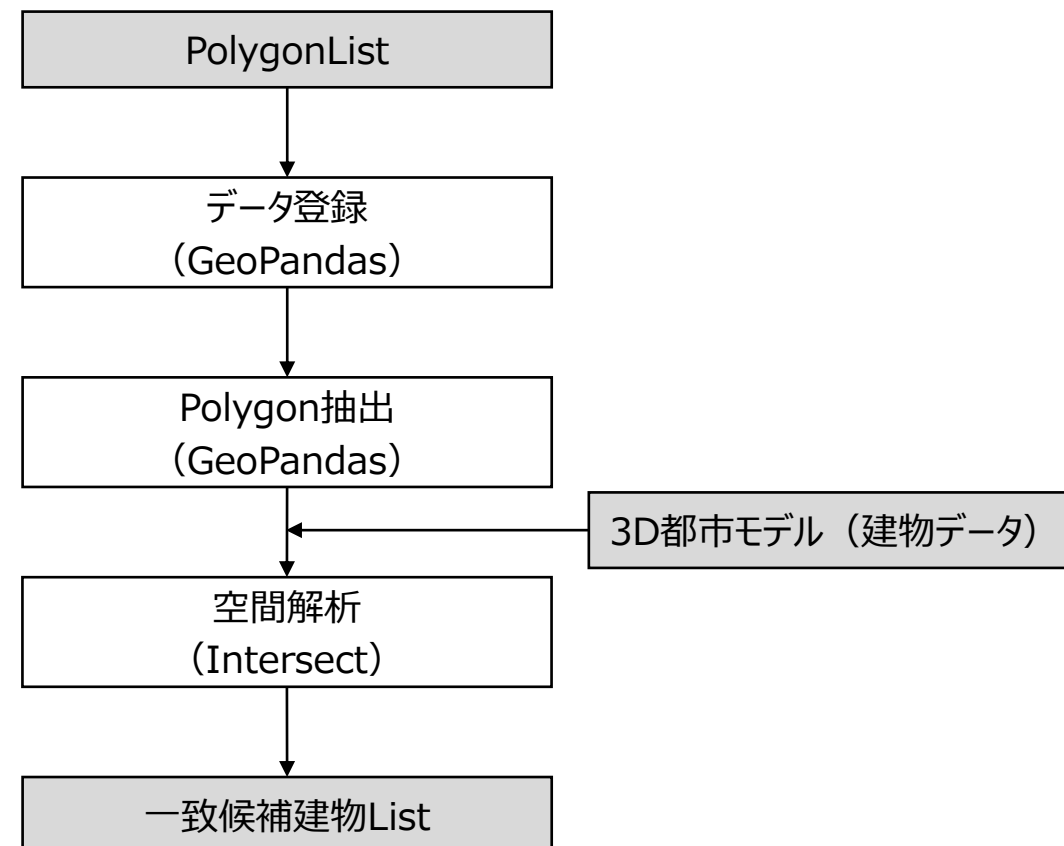 PolygonList
データ登録
（GeoPandas）
Polygon抽出
（GeoPandas）
3D都市モデル（建物データ）
空間解析
（Intersect）
一致候補建物List